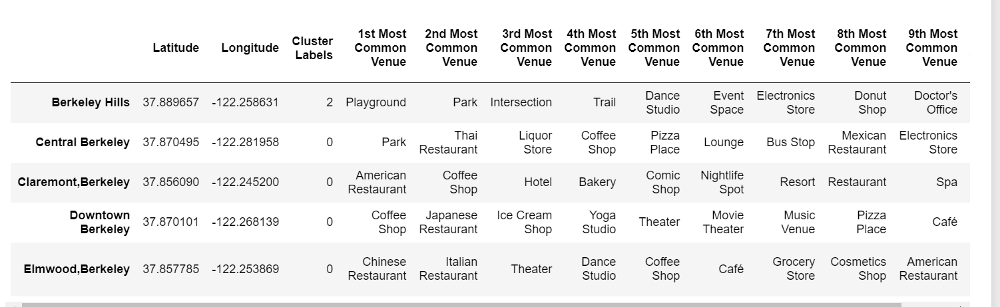 Latitude Longitude Cluster Labels 1st Most Common Venue 2nd Most Common Venue 3rd Most Common Venue 4th Most Common Venue 5th Most Common Venue 6th Most Common Venue 7th Most Common Venue 8th Most Common Venue 9th Most Common Venue
Berkeley Hills 37.889657 -122.258631 2 Playground Park Intersection Trail Dance Studio Event Space Electronics Store Donut Shop Doctor's Office
Central Berkeley 37.870495 -122.281958 0 Park Thai Restaurant Liquor Store Coffee Shop Pizza Place Lounge Bus Stop Mexican Restaurant Electronics Store
Claremont,Berkeley 37.856090 -122.245200 0 American Restaurant Coffee Shop Hotel Bakery Comic Shop Nightlife Spot Resort Restaurant Spa
Downtown Berkeley 37.870101 -122.268139 0 Coffee Shop Japanese Restaurant Ice Cream Shop Yoga Studio Theater Movie Theater Music Venue Pizza Place Café
Elmwood,Berkeley 37.857785 -122.253869 0 Chinese Restaurant Italian Restaurant Theater Dance Studio Coffee Shop Café Grocery Store Cosmetics Shop American Restaurant